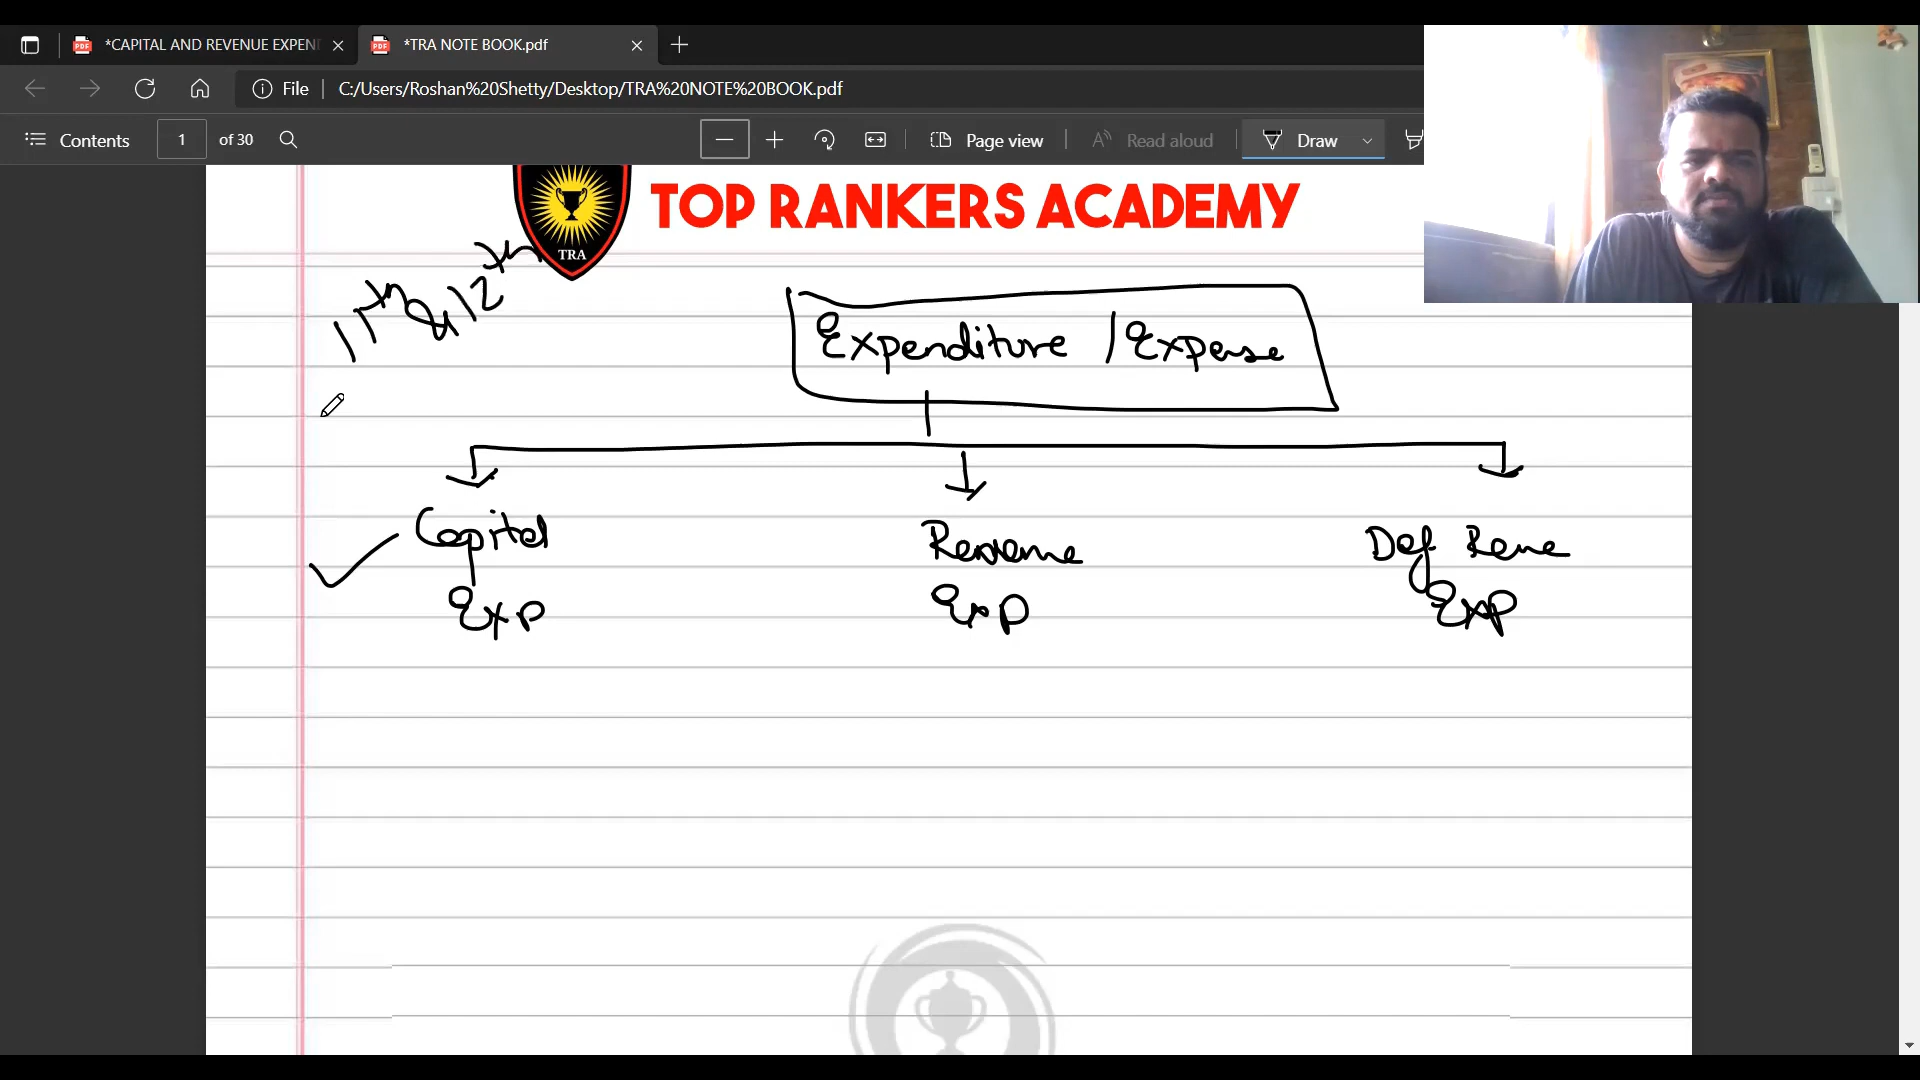 *CAPITAL AND REVENUE EXPEN
*TRA NOTE BOOK.pdf
File
C:/Users/Roshan%20Shetty/Desktop/TRA%20NOTE%20BOOK.pdf
Contents
1 of 30
Page view
Read aloud
Draw
TOP RANKERS ACADEMY
TRA
11th & 12th
Expenditure / Expense
Capital Revenue Def Reve
Exp Exp Exp